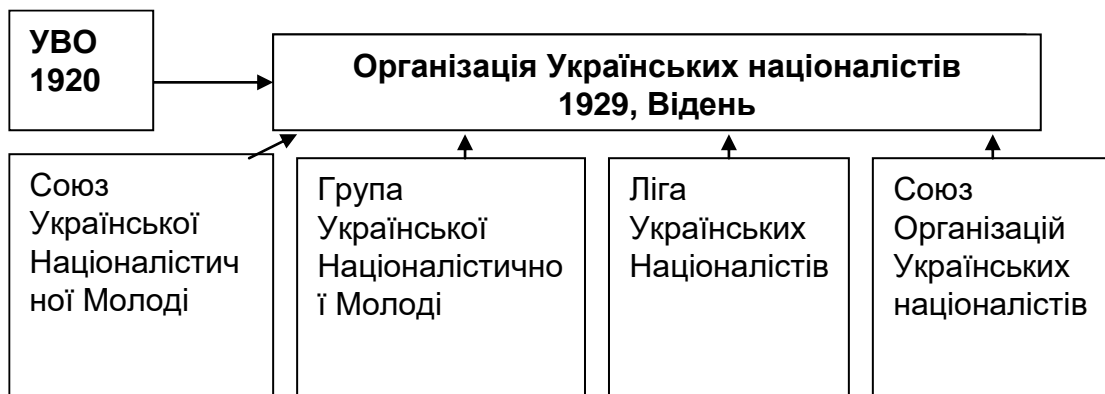 УВО
1920
Організація Українських націоналістів
1929, Відень
Союз
Української
Націоналістич
ної Молоді
Група
Української
Націоналістично
ї Молоді
Ліга
Українських
Націоналістів
Союз
Організацій
Українських
націоналістів